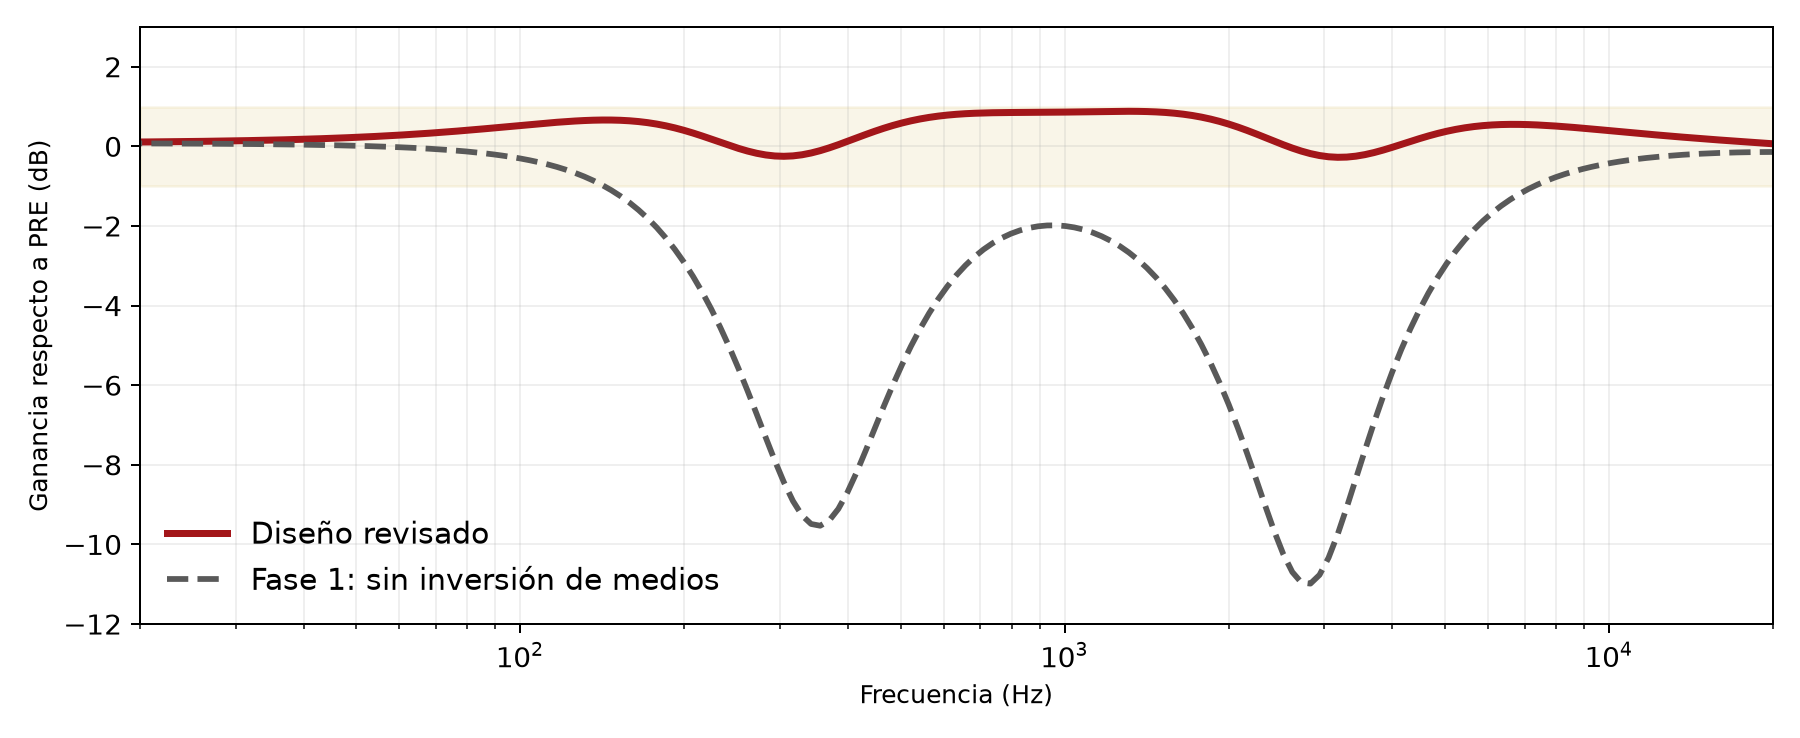 Ganancia respecto a PRE (dB)
2
0
−2
−4
−6
−8
−10
−12
Diseño revisado
Fase 1: sin inversión de medios
10²
10³
10⁴
Frecuencia (Hz)